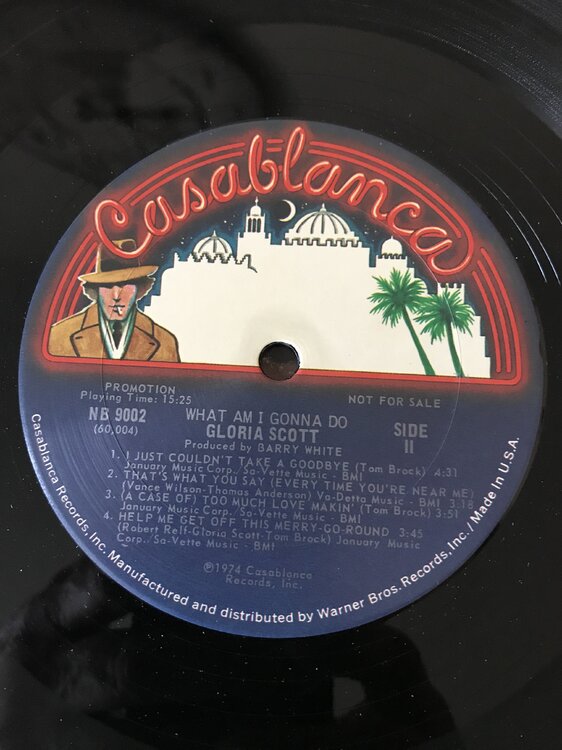 Casablanca
PROMOTION
Playing Time: 15:25
NOT FOR SALE
NB 9002
(60,004)
WHAT AM I GONNA DO
GLORIA SCOTT
Produced by BARRY WHITE
SIDE
II
1. I JUST COULDN'T TAKE A GOODBYE (Tom Brock) 4:31
January Music Corp./Sa-Vette Music - BMI
2. THAT'S WHAT YOU SAY (EVERY TIME YOU'RE NEAR ME)
(Vance Wilson-Thomas Anderson) Va-Detta Music - BMI 3:18
3. (A CASE OF) TOO MUCH LOVE MAKIN' (Tom Brock) 3:51
January Music Corp./Sa-Vette Music - BMI
4. HELP ME GET OFF THIS MERRY-GO-ROUND 3:45
(Robert Relf-Gloria Scott-Tom Brock) January Music
Corp./Sa-Vette Music - BMI
℗1974 Casablanca
Records, Inc.
Casablanca Records, Inc. Manufactured and distributed by Warner Bros. Records, Inc. / Made in U.S.A.